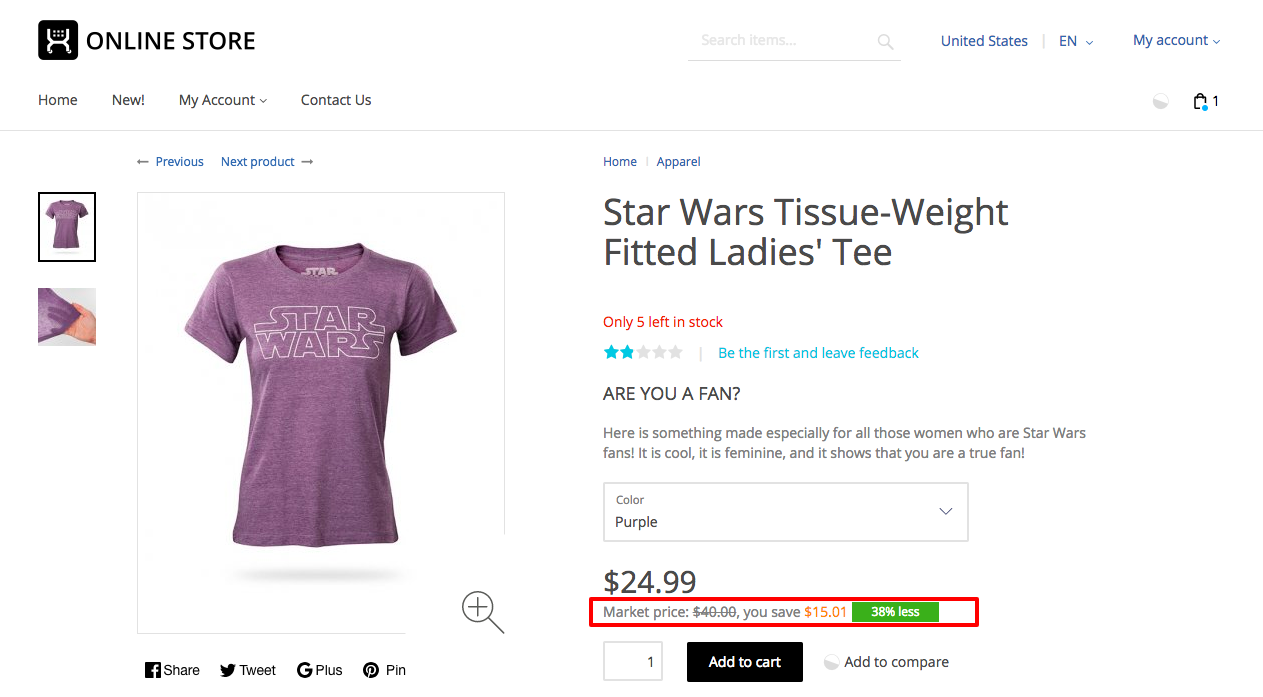 ONLINE STORE
Search items...
United States
EN
My account
Home
New!
My Account
Contact Us
1
← Previous
Next product →
Home
Apparel
Star Wars Tissue-Weight
Fitted Ladies' Tee
STAR
STAR
WARS
Only 5 left in stock
Be the first and leave feedback
ARE YOU A FAN?
Here is something made especially for all those women who are Star Wars
fans! It is cool, it is feminine, and it shows that you are a true fan!
Color
Purple
$24.99
Market price: $40.00, you save $15.01 38% less
1
Add to cart
Add to compare
Share
Tweet
Plus
Pin